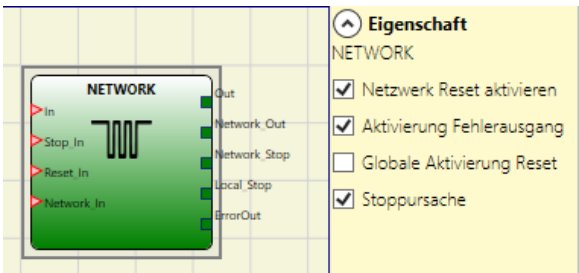 NETWORK
In
Stop_In
Reset_In
Network_In
Out
Network_Out
Network_Stop
Local_Stop
ErrorOut
Eigenschaft
NETWORK
Netzwerk Reset aktivieren
Aktivierung Fehlerausgang
Globale Aktivierung Reset
Stoppursache